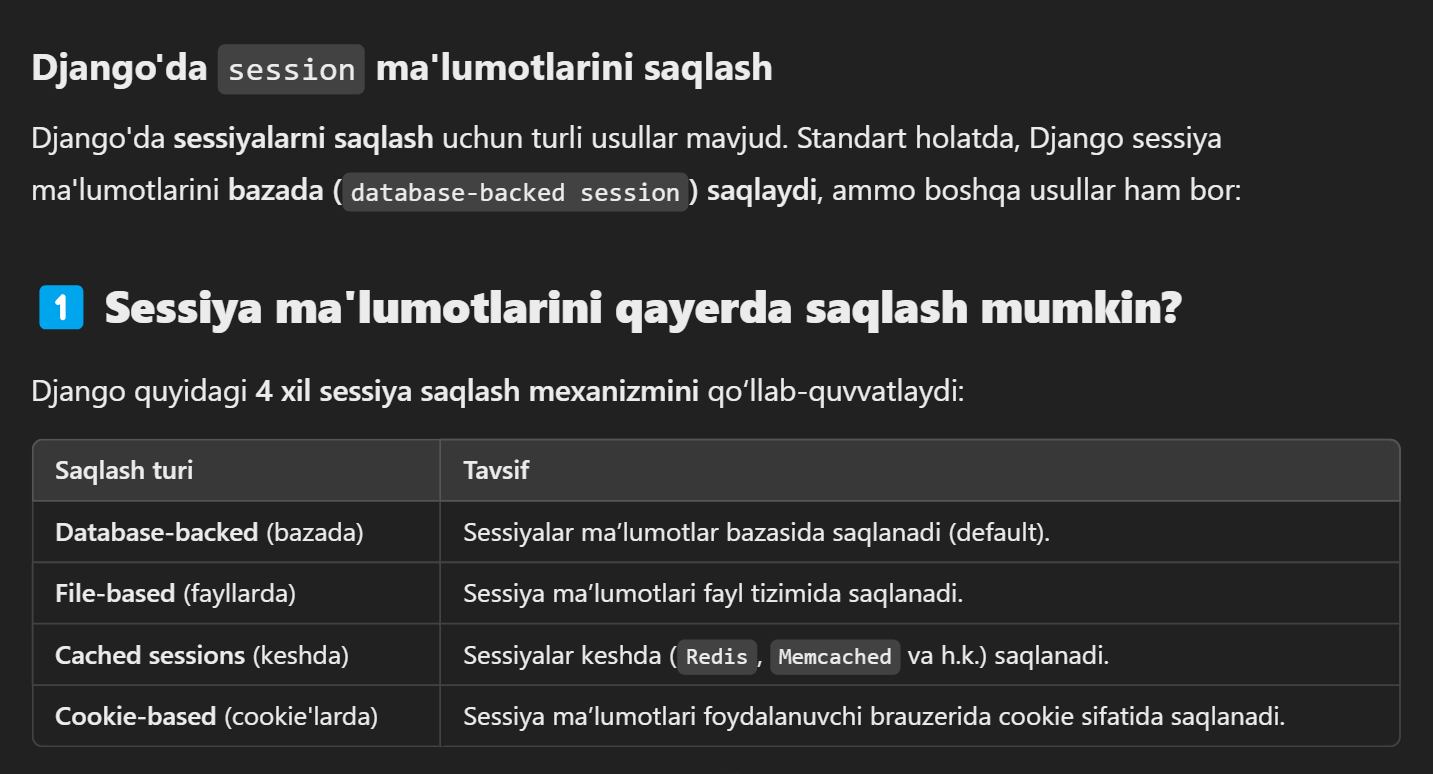 Django'da session ma'lumotlarini saqlash
Django'da sessiyalarni saqlash uchun turli usullar mavjud. Standart holatda, Django sessiya
ma'lumotlarini bazada (database-backed session) saqlaydi, ammo boshqa usullar ham bor:
1 Sessiya ma'lumotlarini qayerda saqlash mumkin?
Django quyidagi 4 xil sessiya saqlash mexanizmini qo‘llab-quvvatlaydi:
Saqlash turi Tavsif
Database-backed (bazada) Sessiyalar ma’lumotlar bazasida saqlanadi (default).
File-based (fayllarda) Sessiya ma’lumotlari fayl tizimida saqlanadi.
Cached sessions (keshda) Sessiyalar keshda (Redis, Memcached va h.k.) saqlanadi.
Cookie-based (cookie'larda) Sessiya ma’lumotlari foydalanuvchi brauzerida cookie sifatida saqlanadi.